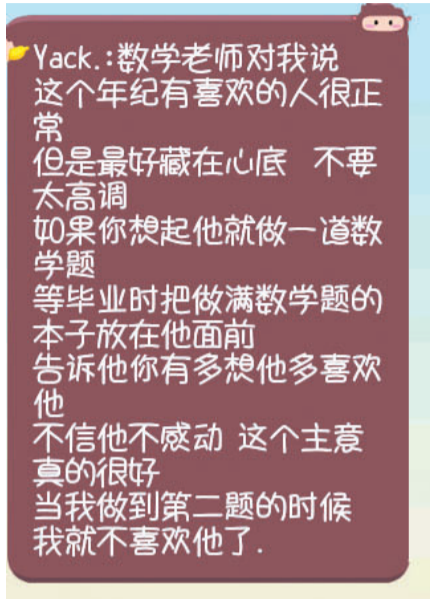 Yack.:数学老师对我说
这个年纪有喜欢的人很正
常
但是最好藏在心底 不要
太高调
如果你想起他就做一道数
学题
等毕业时把做满数学题的
本子放在他面前
告诉他你有多想他多喜欢
他
不信他不感动 这个主意
真的很好
当我做到第二题的时候
我就不喜欢他了.